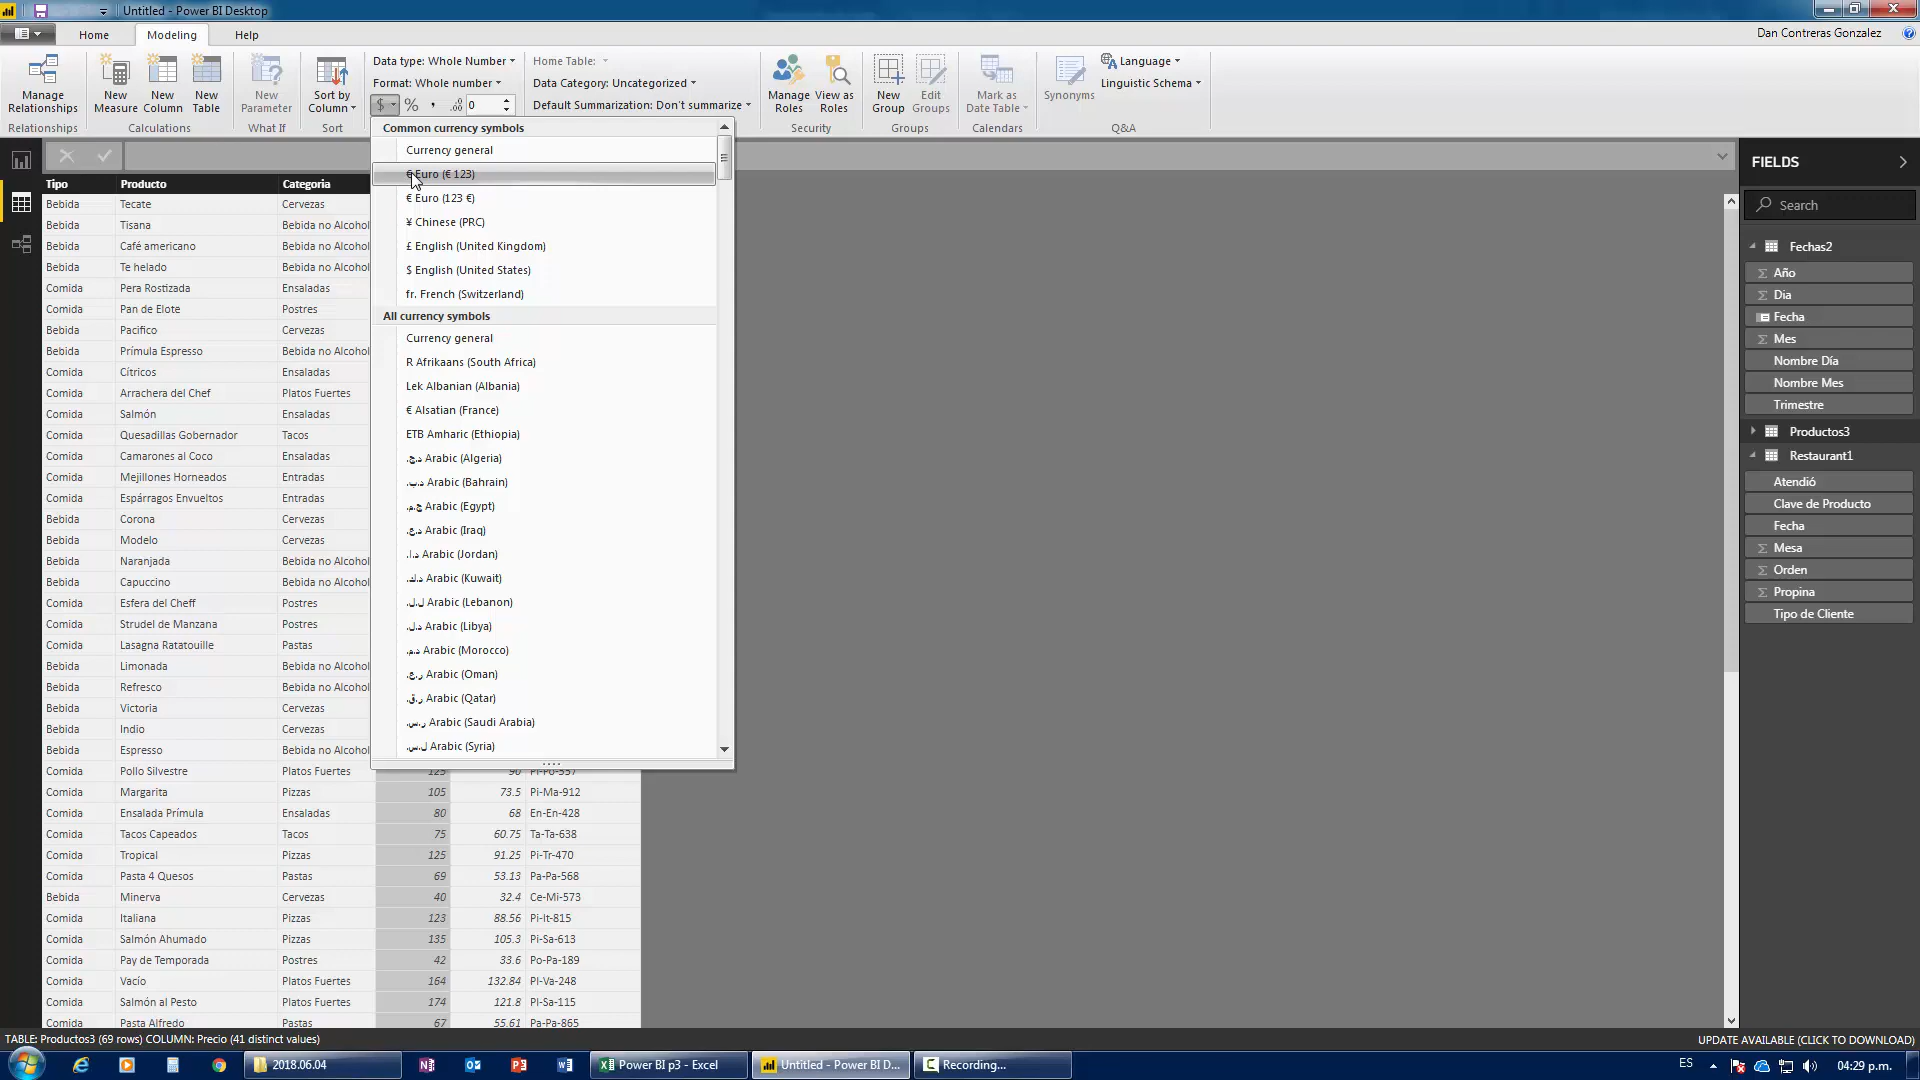 Untitled - Power BI Desktop
Home
Modeling
Help
Dan Contreras Gonzalez
Manage Relationships
New Measure
New Column
New Table
New Parameter
Sort by Column
Data type: Whole Number
Format: Whole number
$ % , 0
Home Table:
Data Category: Uncategorized
Default Summarization: Don't summarize
Manage Roles
View as Roles
New Group
Edit Groups
Mark as Date Table
Synonyms
Language
Linguistic Schema
Relationships
Calculations
What If
Sort
Security
Groups
Calendars
Q&A
Common currency symbols
Currency general
€ Euro (€ 123)
€ Euro (123 €)
¥ Chinese (PRC)
£ English (United Kingdom)
$ English (United States)
fr. French (Switzerland)
All currency symbols
Currency general
R Afrikaans (South Africa)
Lek Albanian (Albania)
€ Alsatian (France)
ETB Amharic (Ethiopia)
د.ج. Arabic (Algeria)
د.ب. Arabic (Bahrain)
ج.م. Arabic (Egypt)
د.ع. Arabic (Iraq)
د.ا. Arabic (Jordan)
د.ك. Arabic (Kuwait)
ل.ل. Arabic (Lebanon)
د.ل. Arabic (Libya)
د.م. Arabic (Morocco)
ر.ع. Arabic (Oman)
ر.ق. Arabic (Qatar)
ر.س. Arabic (Saudi Arabia)
ل.س. Arabic (Syria)
Tipo Producto Categoria
Bebida Tecate Cervezas
Bebida Tisana Bebida no Alcohol
Bebida Café americano Bebida no Alcohol
Bebida Te helado Bebida no Alcohol
Comida Pera Rostizada Ensaladas
Comida Pan de Elote Postres
Bebida Pacifico Cervezas
Bebida Prímula Espresso Bebida no Alcohol
Comida Cítricos Ensaladas
Comida Arrachera del Chef Platos Fuertes
Comida Salmón Ensaladas
Comida Quesadillas Gobernador Tacos
Comida Camarones al Coco Ensaladas
Comida Mejillones Horneados Entradas
Comida Espárragos Envueltos Entradas
Bebida Corona Cervezas
Bebida Modelo Cervezas
Bebida Naranjada Bebida no Alcohol
Bebida Capuccino Bebida no Alcohol
Comida Esfera del Cheff Postres
Comida Strudel de Manzana Postres
Comida Lasagna Ratatouille Pastas
Bebida Limonada Bebida no Alcohol
Bebida Refresco Bebida no Alcohol
Bebida Victoria Cervezas
Bebida Indio Cervezas
Bebida Espresso Bebida no Alcohol
Comida Pollo Silvestre Platos Fuertes 125 90 Pl-Po-557
Comida Margarita Pizzas 105 73.5 Pi-Ma-912
Comida Ensalada Prímula Ensaladas 80 68 En-En-428
Comida Tacos Capeados Tacos 75 60.75 Ta-Ta-638
Comida Tropical Pizzas 125 91.25 Pi-Tr-470
Comida Pasta 4 Quesos Pastas 69 53.13 Pa-Pa-568
Bebida Minerva Cervezas 40 32.4 Ce-Mi-573
Comida Italiana Pizzas 123 88.56 Pi-It-815
Comida Salmón Ahumado Pizzas 135 105.3 Pi-Sa-613
Comida Pay de Temporada Postres 42 33.6 Po-Pa-189
Comida Vacío Platos Fuertes 164 132.84 Pl-Va-248
Comida Salmón al Pesto Platos Fuertes 174 121.8 Pl-Sa-115
Comida Pasta Alfredo Pastas 67 55.61 Pa-Pa-865
FIELDS
Search
Fechas2
Año
Dia
Fecha
Mes
Nombre Día
Nombre Mes
Trimestre
Productos3
Restaurant1
Atendió
Clave de Producto
Fecha
Mesa
Orden
Propina
Tipo de Cliente
TABLE: Productos3 (69 rows) COLUMN: Precio (41 distinct values)
UPDATE AVAILABLE (CLICK TO DOWNLOAD)
2018.06.04
Power BI p3 - Excel
Untitled - Power BI D...
Recording...
ES
04:29 p.m.